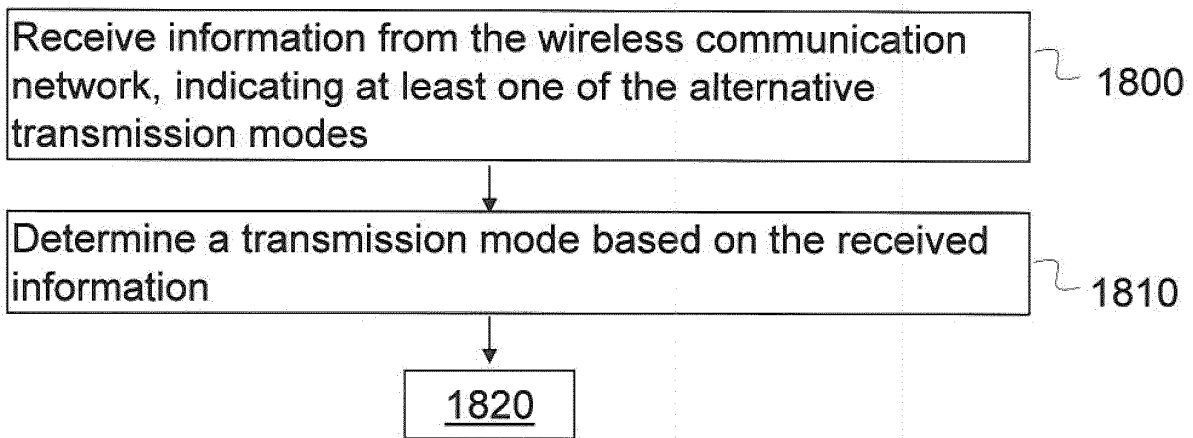 Receive information from the wireless communication
network, indicating at least one of the alternative
transmission modes
1800
Determine a transmission mode based on the received
information
1810
1820